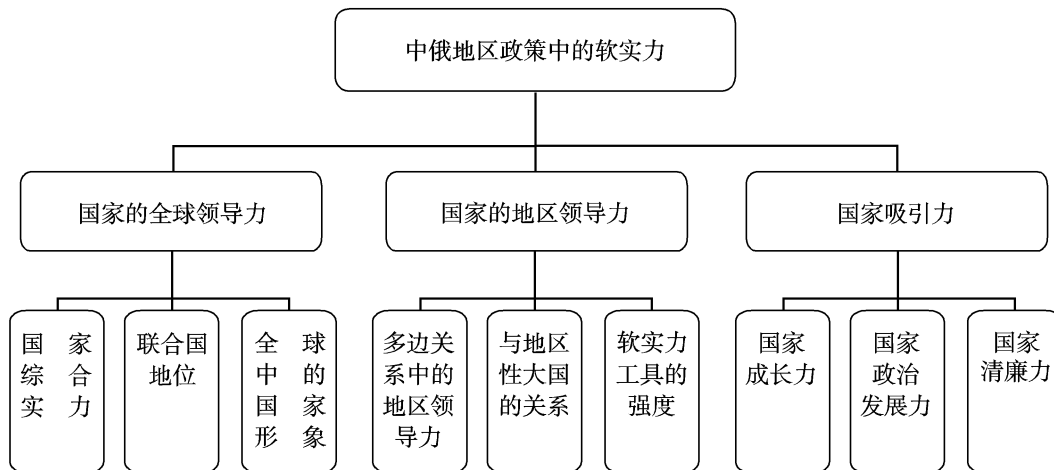 中俄地区政策中的软实力
国家的全球领导力
国家的地区领导力
国家吸引力
国家
综合
实力
联合国
地位
全球
中的
国家
形象
多边关
系中的
地区领
导力
与地区
性大国
的关系
软实力
工具的
强度
国家
成长力
国家
政治
发展力
国家
清廉力